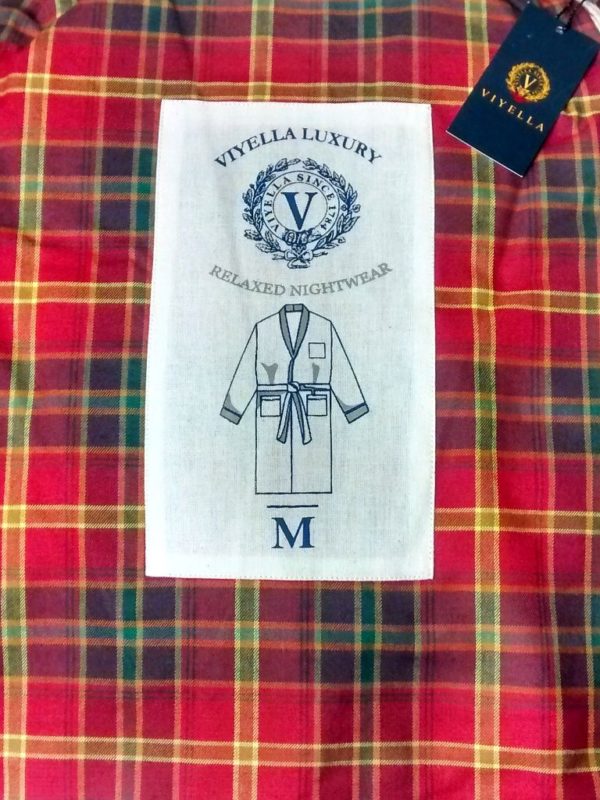 VIYELLA LUXURY
VIYELLA SINCE 1784
V
RELAXED NIGHTWEAR
M
V
VIYELLA